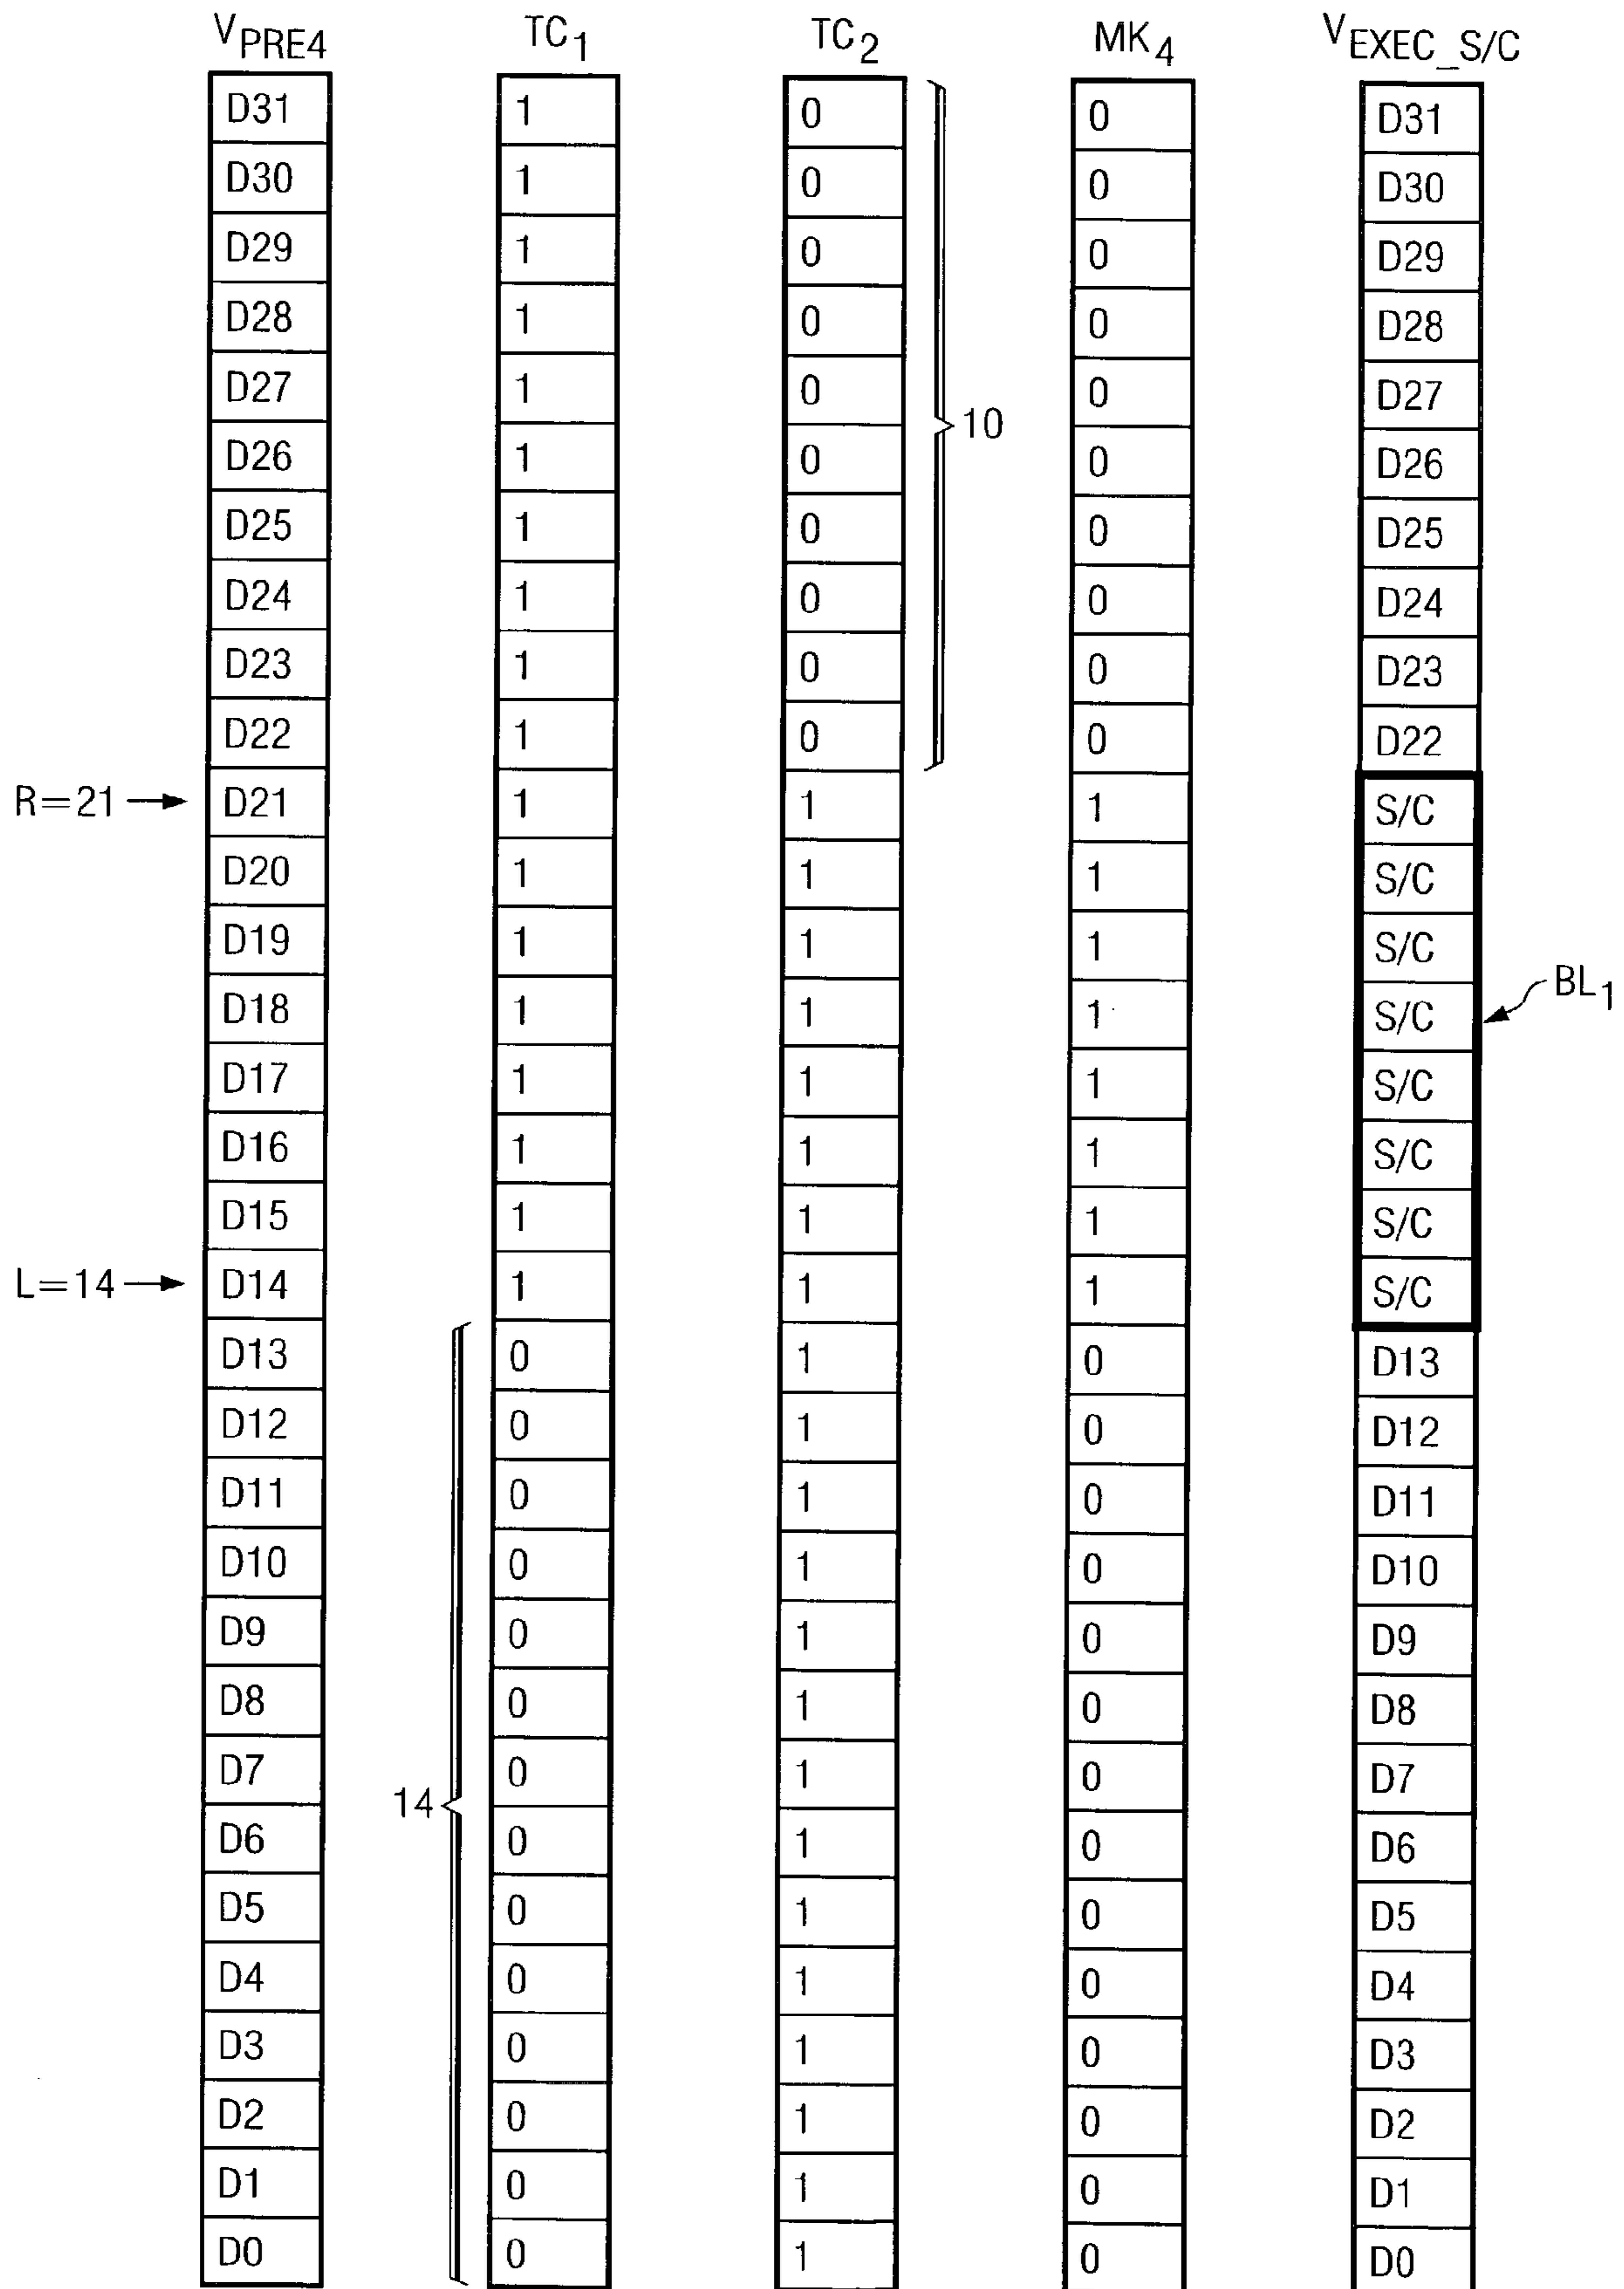 V PRE4 TC1 TC2 MK4 V EXEC_S/C
D31 1 0 0 D31
D30 1 0 0 D30
D29 1 0 0 D29
D28 1 0 0 D28
D27 1 0 0 D27
10
D26 1 0 0 D26
D25 1 0 0 D25
D24 1 0 0 D24
D23 1 0 0 D23
D22 1 0 0 D22
R=21 D21 1 1 1 S/C
D20 1 1 1 S/C
D19 1 1 1 S/C
BL1
D18 1 1 1 S/C
D17 1 1 1 S/C
D16 1 1 1 S/C
D15 1 1 1 S/C
L=14 D14 1 1 1 S/C
D13 0 1 0 D13
D12 0 1 0 D12
D11 0 1 0 D11
D10 0 1 0 D10
D9 0 1 0 D9
D8 0 1 0 D8
D7 0 1 0 D7
14
D6 0 1 0 D6
D5 0 1 0 D5
D4 0 1 0 D4
D3 0 1 0 D3
D2 0 1 0 D2
D1 0 1 0 D1
D0 0 1 0 D0